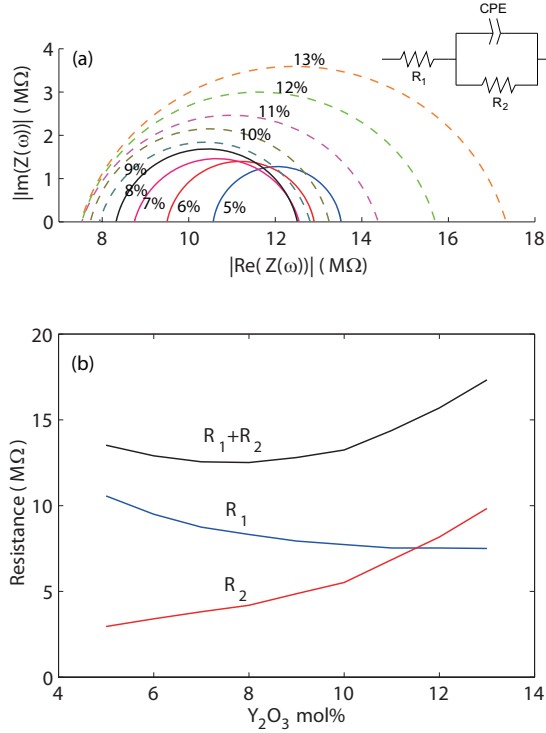 CPE
R1
R2
(a)
13%
12%
11%
10%
9%
8%
7%
6%
5%
4
3
2
1
0
|Im(Z(ω))| ( MΩ)
8
10
12
14
16
18
|Re( Z(ω))| ( MΩ)
(b)
20
15
10
5
0
Resistance ( MΩ)
R1+R2
R1
R2
4
6
8
10
12
14
Y2O3 mol%